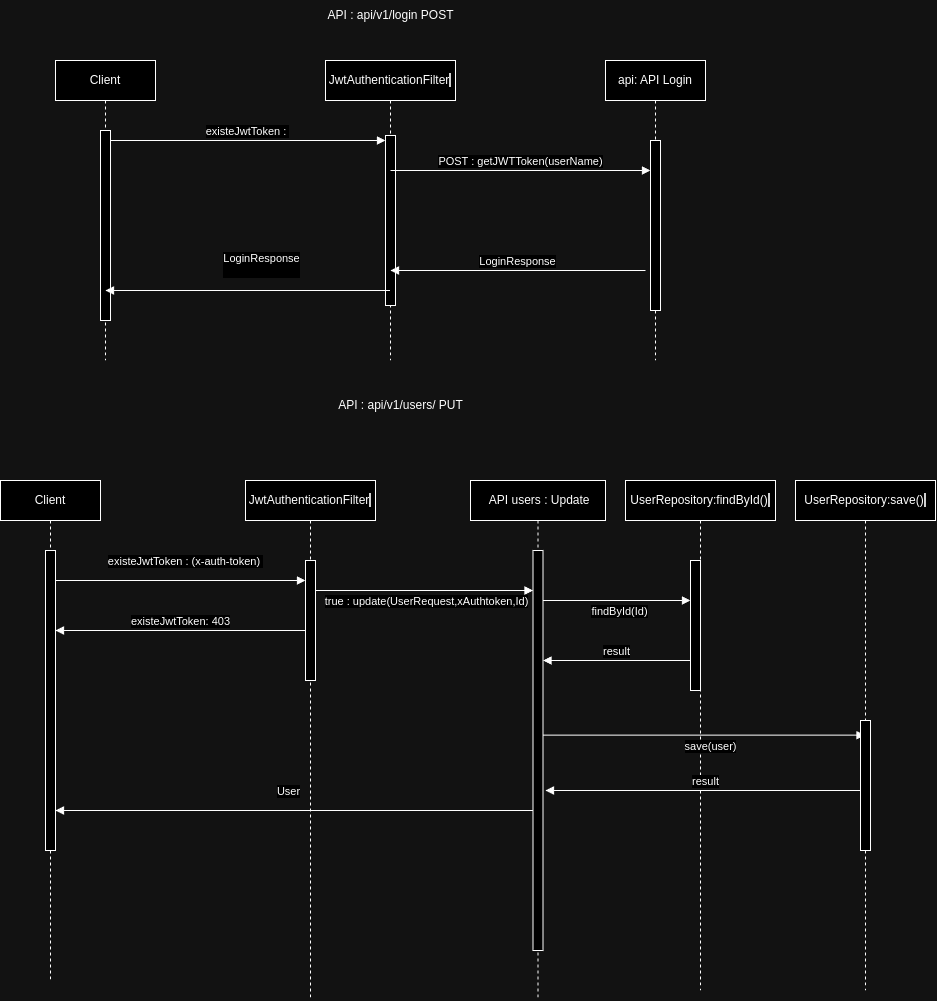 API : api/v1/login POST
Client
JwtAuthenticationFilter
api: API Login
existeJwtToken :
POST : getJWTToken(userName)
LoginResponse
LoginResponse
API : api/v1/users/ PUT
Client
JwtAuthenticationFilter
API users : Update
UserRepository:findById()
UserRepository:save()
existeJwtToken : (x-auth-token)
true : update(UserRequest,xAuthtoken,Id)
findById(Id)
existeJwtToken: 403
result
save(user)
result
User